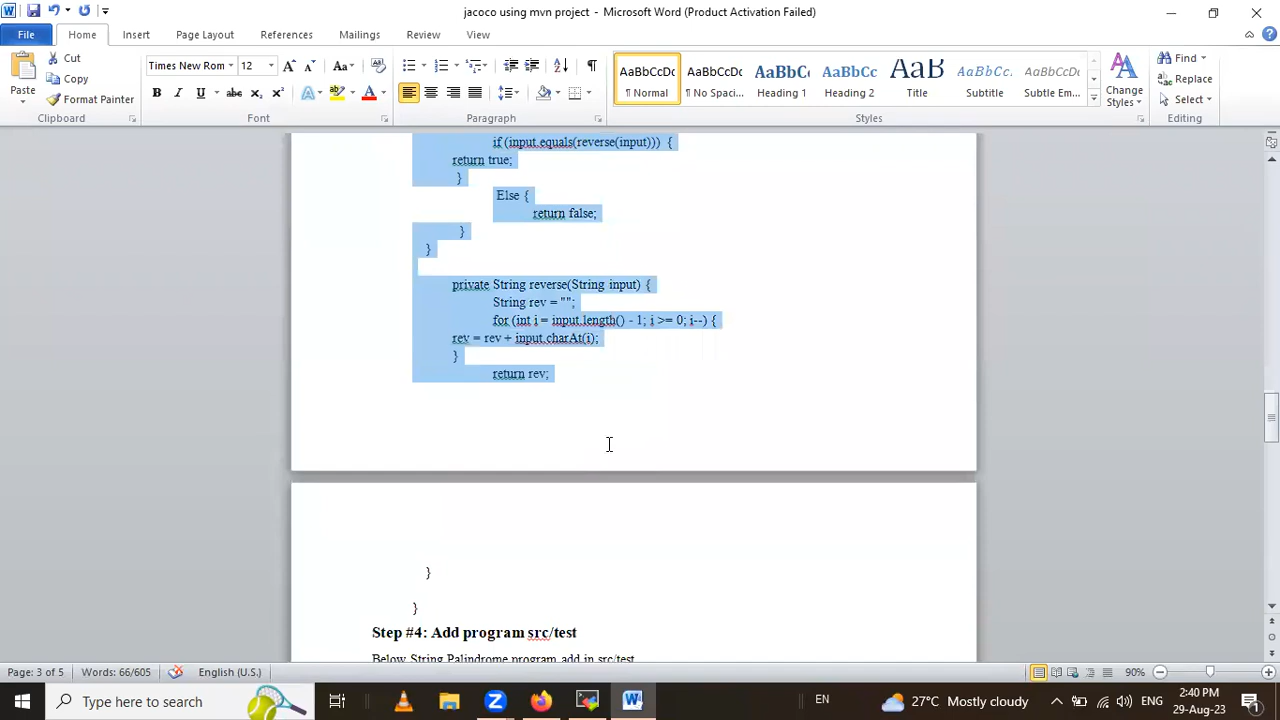 jacoco using mvn project - Microsoft Word (Product Activation Failed)
File Home Insert Page Layout References Mailings Review View
Paste Cut Copy Format Painter Clipboard
Times New Rom 12 Aa Font
B I U abc x₂ x² A A
Paragraph
AaBbCcDc ¶ Normal
AaBbCcDc ¶ No Spaci...
AaBbCc Heading 1
AaBbCc Heading 2
AaB Title
AaBbCc. Subtitle
AaBbCcDc Subtle Em...
Change Styles
Styles
Find
Replace
Select
Editing
if (input.equals(reverse(input))) {
return true;
}
Else {
return false;
}
}
private String reverse(String input) {
String rev = "";
for (int i = input.length() - 1; i >= 0; i--) {
rev = rev + input.charAt(i);
}
return rev;
}
}
Step #4: Add program src/test
Below String Palindrome program add in src/test
Page: 3 of 5 Words: 66/605 English (U.S.) 90%
Type here to search EN 27°C Mostly cloudy ENG 2:40 PM
29-Aug-23 1